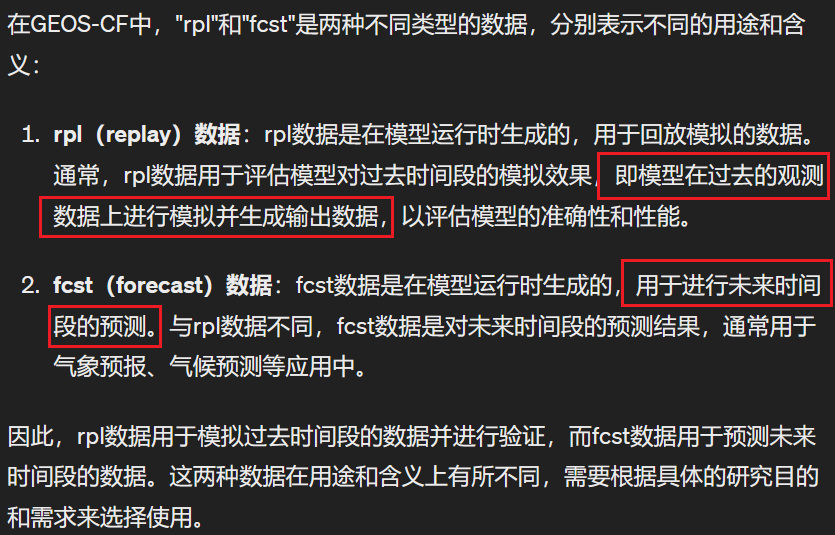 在GEOS-CF中，"rpl"和"fcst"是两种不同类型的数据，分别表示不同的用途和含
义：
1. rpl（replay）数据：rpl数据是在模型运行时生成的，用于回放模拟的数据。
通常，rpl数据用于评估模型对过去时间段的模拟效果，即模型在过去的观测
数据上进行模拟并生成输出数据，以评估模型的准确性和性能。
2. fcst（forecast）数据：fcst数据是在模型运行时生成的，用于进行未来时间
段的预测。与rpl数据不同，fcst数据是对未来时间段的预测结果，通常用于
气象预报、气候预测等应用中。
因此，rpl数据用于模拟过去时间段的数据并进行验证，而fcst数据用于预测未来
时间段的数据。这两种数据在用途和含义上有所不同，需要根据具体的研究目的
和需求来选择使用。